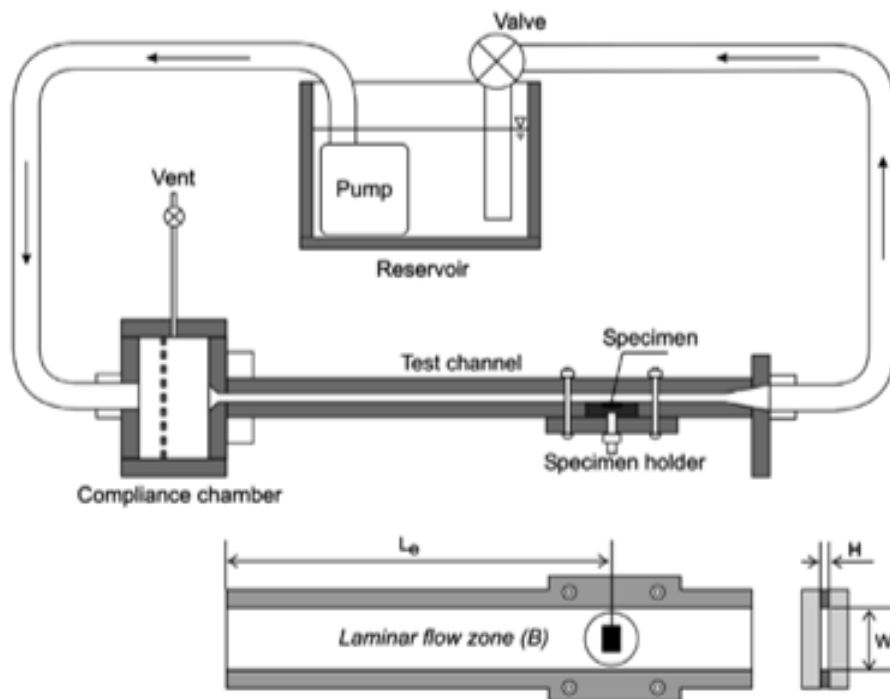 Valve
Vent
Pump
Reservoir
Specimen
Test channel
Specimen holder
Compliance chamber
Le
H
Laminar flow zone (B)
W